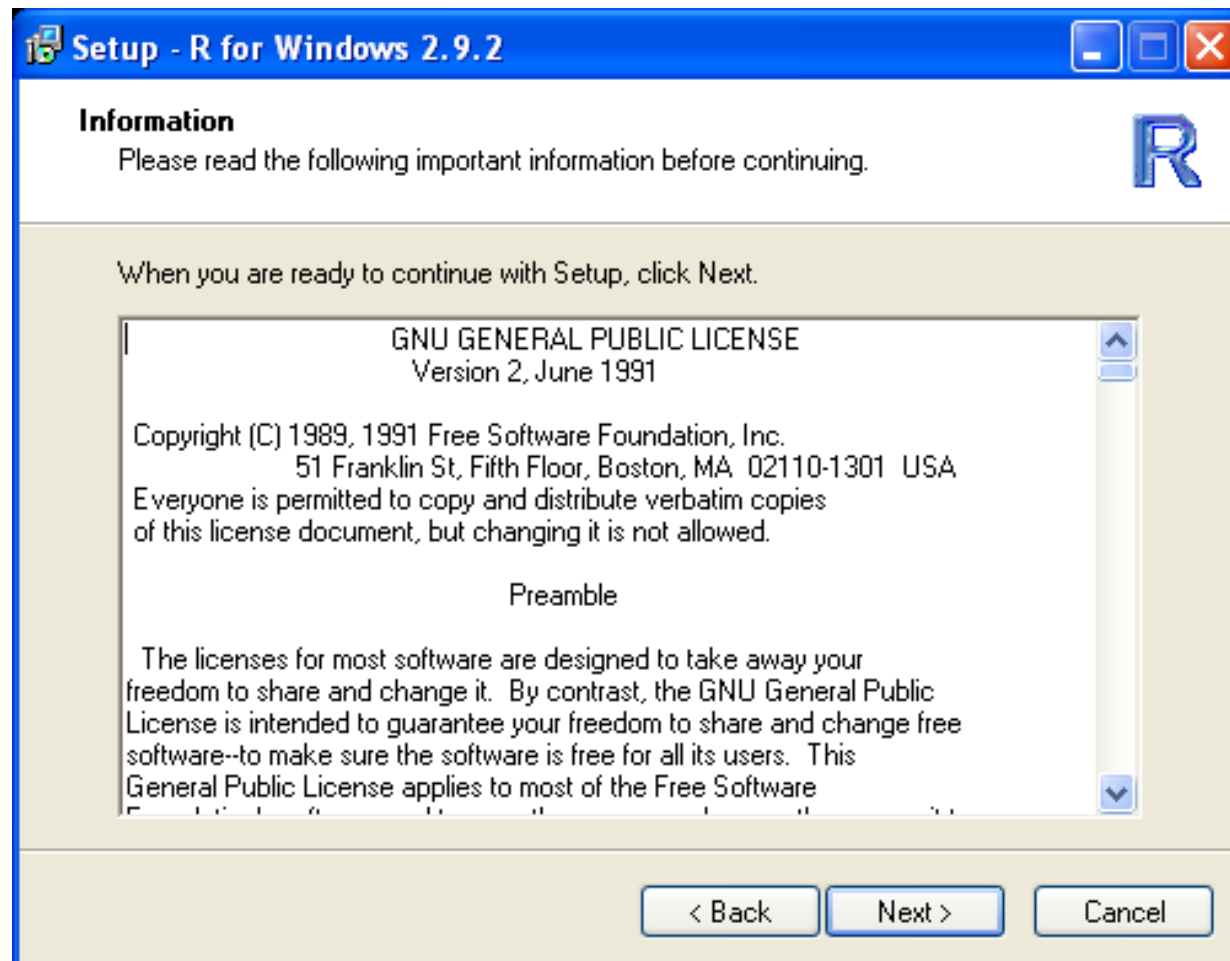 Setup - R for Windows 2.9.2
Information
Please read the following important information before continuing.
R
When you are ready to continue with Setup, click Next.
GNU GENERAL PUBLIC LICENSE
Version 2, June 1991
Copyright (C) 1989, 1991 Free Software Foundation, Inc.
51 Franklin St, Fifth Floor, Boston, MA  02110-1301  USA
Everyone is permitted to copy and distribute verbatim copies
of this license document, but changing it is not allowed.
Preamble
The licenses for most software are designed to take away your
freedom to share and change it.  By contrast, the GNU General Public
License is intended to guarantee your freedom to share and change free
software--to make sure the software is free for all its users.  This
General Public License applies to most of the Free Software
< Back
Next >
Cancel